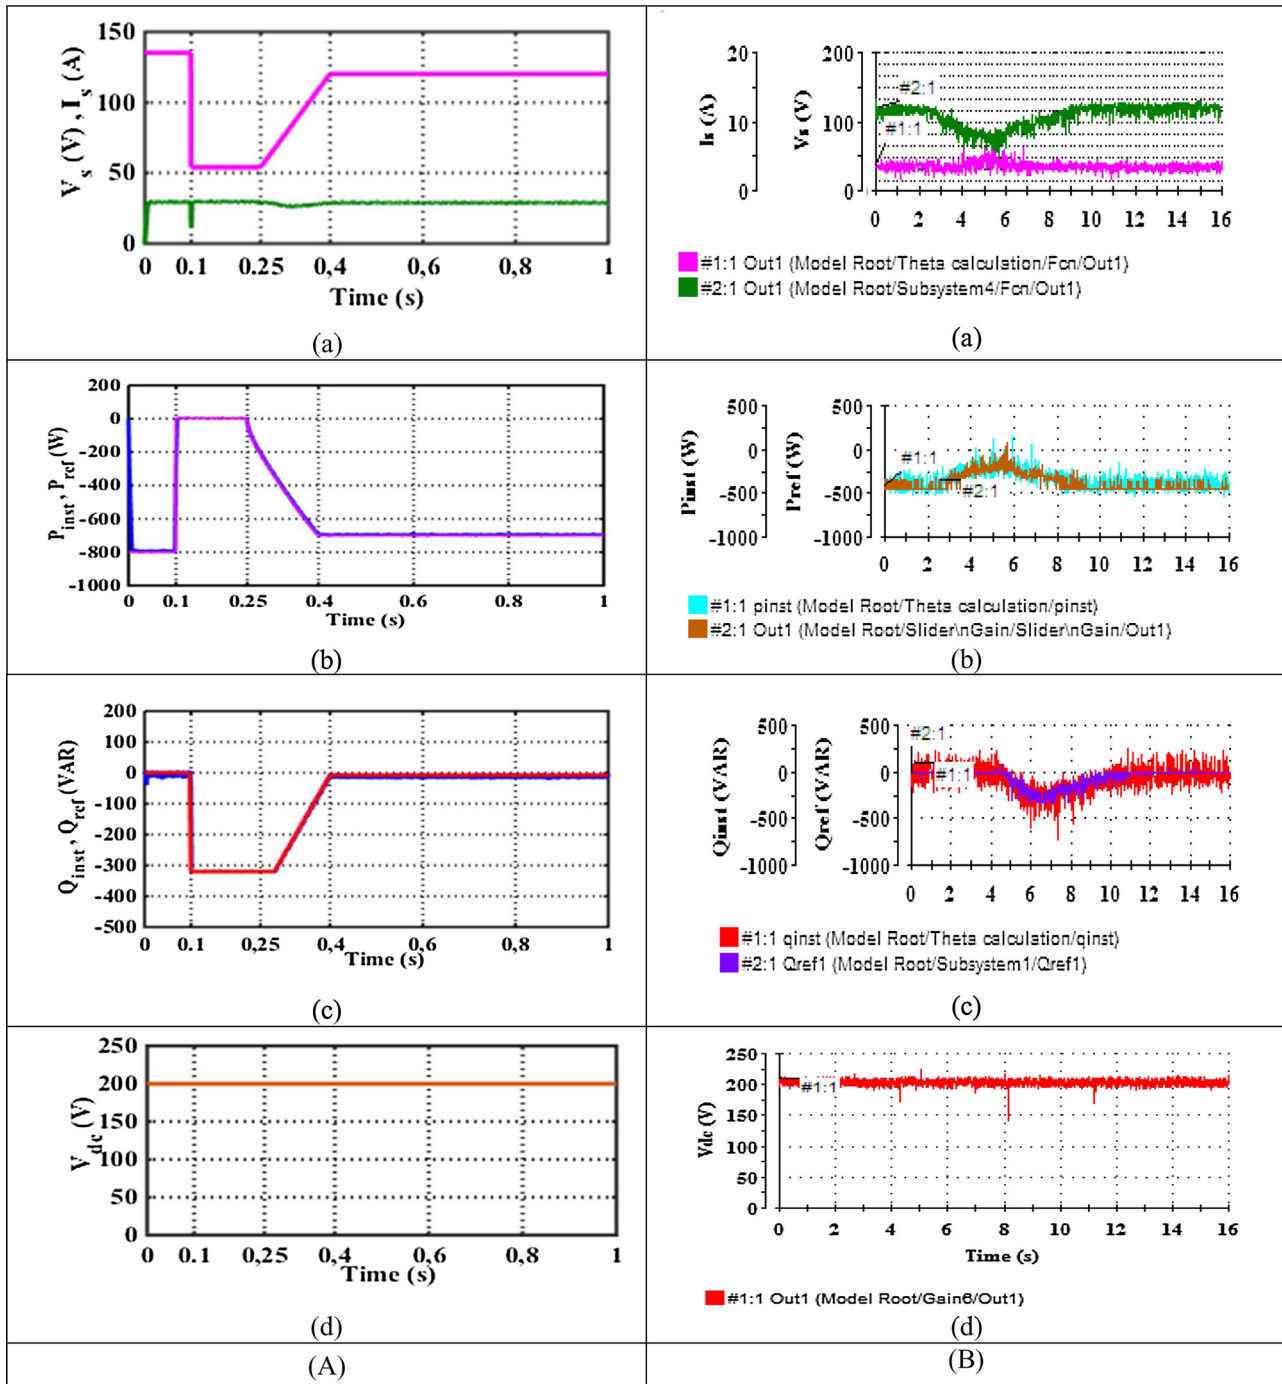 V_s (V) , I_s (A)
150
100
50
0
0 0.1 0.25 0,4 0,6 0,8 1
Time (s)
(a)
Is (A)
20
10
0
Vs (V)
200
100
0
#2:1
#1:1
0 2 4 6 8 10 12 14 16
#1:1 Out1 (Model Root/Theta calculation/Fcn/Out1)
#2:1 Out1 (Model Root/Subsystem4/Fcn/Out1)
(a)
P_inst , P_ref (W)
200
0
-200
-400
-600
-800
-1000
0 0.1 0.25 0.4 0.6 0.8 1
Time (s)
(b)
Pinst (W)
500
0
-500
-1000
Pref (W)
500
0
-500
-1000
#1:1
#2:1
0 2 4 6 8 10 12 14 16
#1:1 pinst (Model Root/Theta calculation/pinst)
#2:1 Out1 (Model Root/Slider\nGain/Slider\nGain/Out1)
(b)
Q_inst , Q_ref (VAR)
200
100
0
-100
-200
-300
-400
-500
0 0.1 0,25 0,4 0,6 0,8 1
Time (s)
(c)
Qinst (VAR)
500
0
-500
-1000
Qref (VAR)
500
0
-500
-1000
#2:1
#1:1
0 2 4 6 8 10 12 14 16
#1:1 qinst (Model Root/Theta calculation/qinst)
#2:1 Qref1 (Model Root/Subsystem1/Qref1)
(c)
V_dc (V)
250
200
150
100
50
0
0 0.1 0,25 0,4 0,6 0,8 1
Time (s)
(d)
Vdc (V)
250
200
150
100
50
0
#1:1
0 2 4 6 8 10 12 14 16
Time (s)
#1:1 Out1 (Model Root/Gain6/Out1)
(d)
(A)
(B)